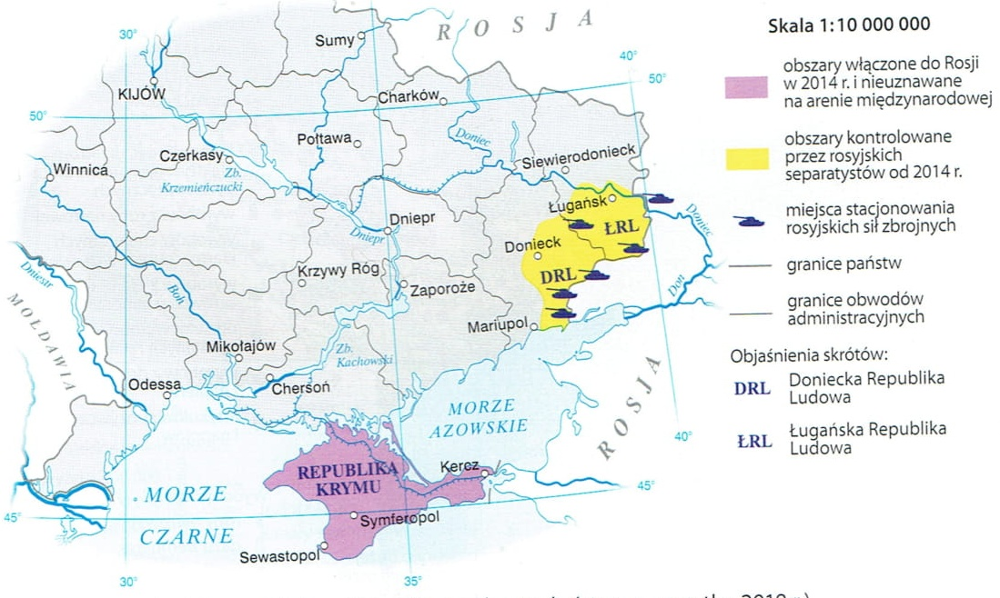 Skala 1:10 000 000
obszary włączone do Rosji
w 2014 r. i nieuznawane
na arenie międzynarodowej
obszary kontrolowane
przez rosyjskich
separatystów od 2014 r.
miejsca stacjonowania
rosyjskich sił zbrojnych
granice państw
granice obwodów
administracyjnych
Objaśnienia skrótów:
DRL Doniecka Republika
Ludowa
ŁRL Ługańska Republika
Ludowa
30°
Sumy
ROSJA
40°
50°
KIJÓW
Charków
50°
Połtawa
Doniec
Czerkasy
Zb.
Krzemieńczucki
Siewierodonieck
Winnica
Ługańsk
Dniepr
ŁRL
Doniec
Dniepr
Donieck
DRL
Krzywy Róg
Zaporoże
Don
Dniestr
Boh
MOŁDAWIA
Mariupol
Mikołajów
Zb.
Kachowski
Odessa
Chersoń
MORZE
AZOWSKIE
ROSJA
40°
REPUBLIKA
KRYMU
Kercz
45°
MORZE
CZARNE
45°
Symferopol
Sewastopol
30°
35°